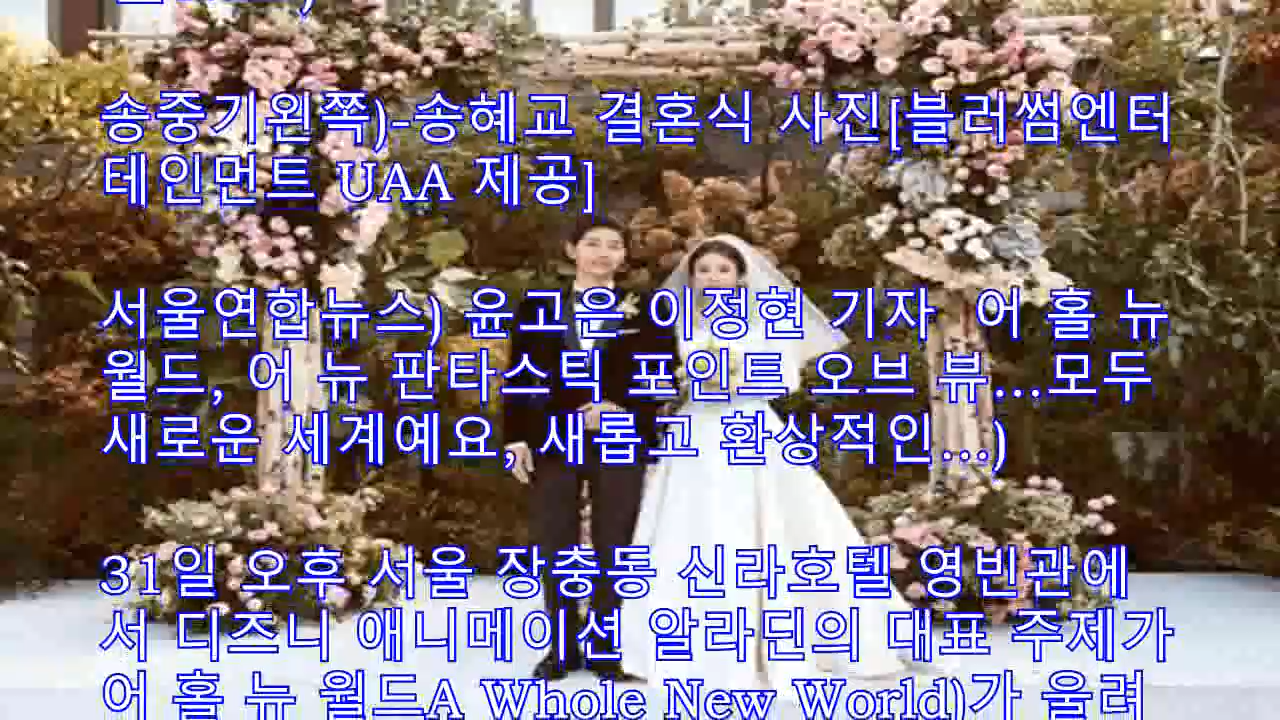 송중기왼쪽)-송혜교 결혼식 사진[블러썸엔터
테인먼트 UAA 제공]
서울연합뉴스) 윤고은 이정현 기자 어 홀 뉴
월드, 어 뉴 판타스틱 포인트 오브 뷰...모두
새로운 세계예요, 새롭고 환상적인...)
31일 오후 서울 장충동 신라호텔 영빈관에
서 디즈니 애니메이션 알라딘의 대표 주제가
어 홀 뉴 월드A Whole New World)가 울려